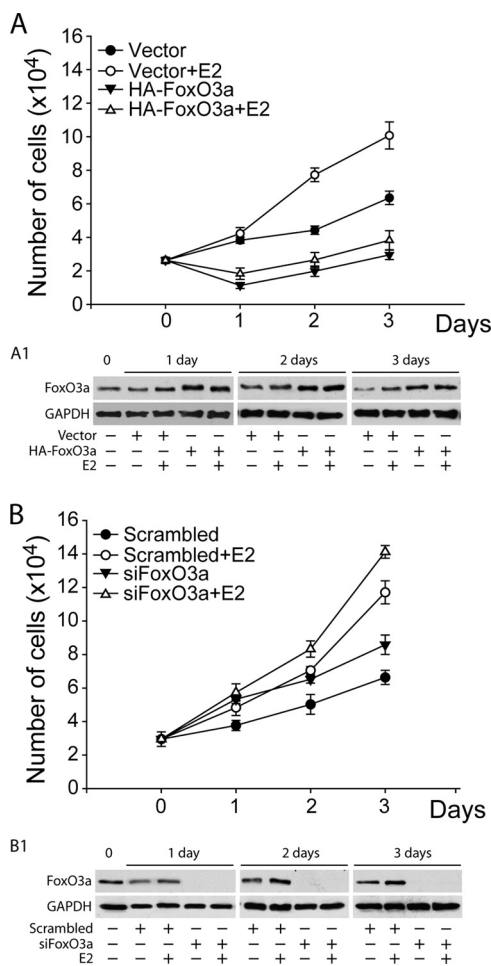 A
Number of cells (x10⁴)
16
14
12
10
8
6
4
2
0
Vector
Vector+E2
HA-FoxO3a
HA-FoxO3a+E2
0 1 2 3 Days
A1
0 1 day 2 days 3 days
FoxO3a
GAPDH
Vector − + + − − + + − − + + − −
HA-FoxO3a − − − + + − − + + − − + +
E2 − − + − + − + − + − + − +
B
Number of cells (x10⁴)
16
14
12
10
8
6
4
2
0
Scrambled
Scrambled+E2
siFoxO3a
siFoxO3a+E2
0 1 2 3 Days
B1
0 1 day 2 days 3 days
FoxO3a
GAPDH
Scrambled − + + − − + + − − + + − −
siFoxO3a − − − + + − − + + − − + +
E2 − − + − + − + − + − + − +